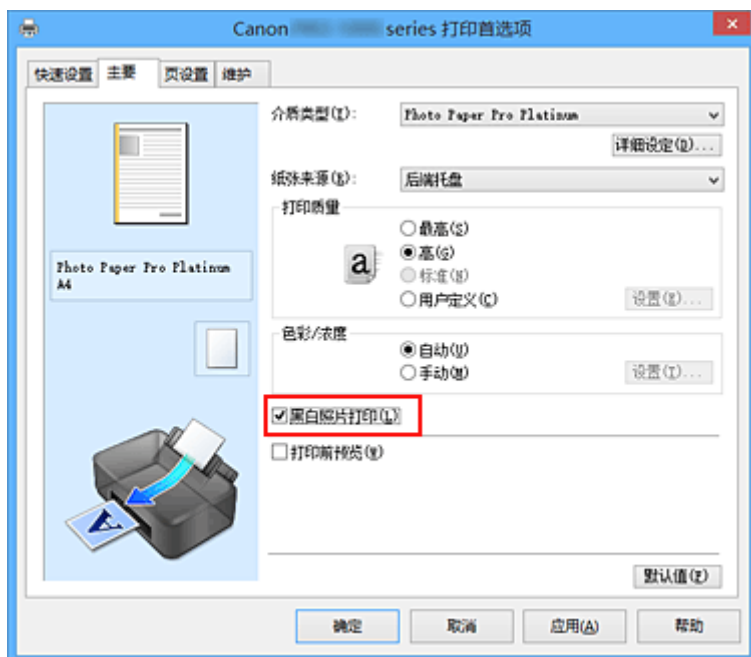 Canon series 打印首选项
快速设置 主要 页设置 维护
介质类型(I): Photo Paper Pro Platinum
详细设定(D)...
纸张来源(B): 后端托盘
打印质量
最高(S)
高(G)
标准(N)
用户定义(C) 设置(E)...
a
色彩/浓度
自动(U)
手动(M) 设置(T)...
黑白照片打印(L)
打印前预览(W)
Photo Paper Pro Platinum
A4
A
默认值(F)
确定 取消 应用(A) 帮助